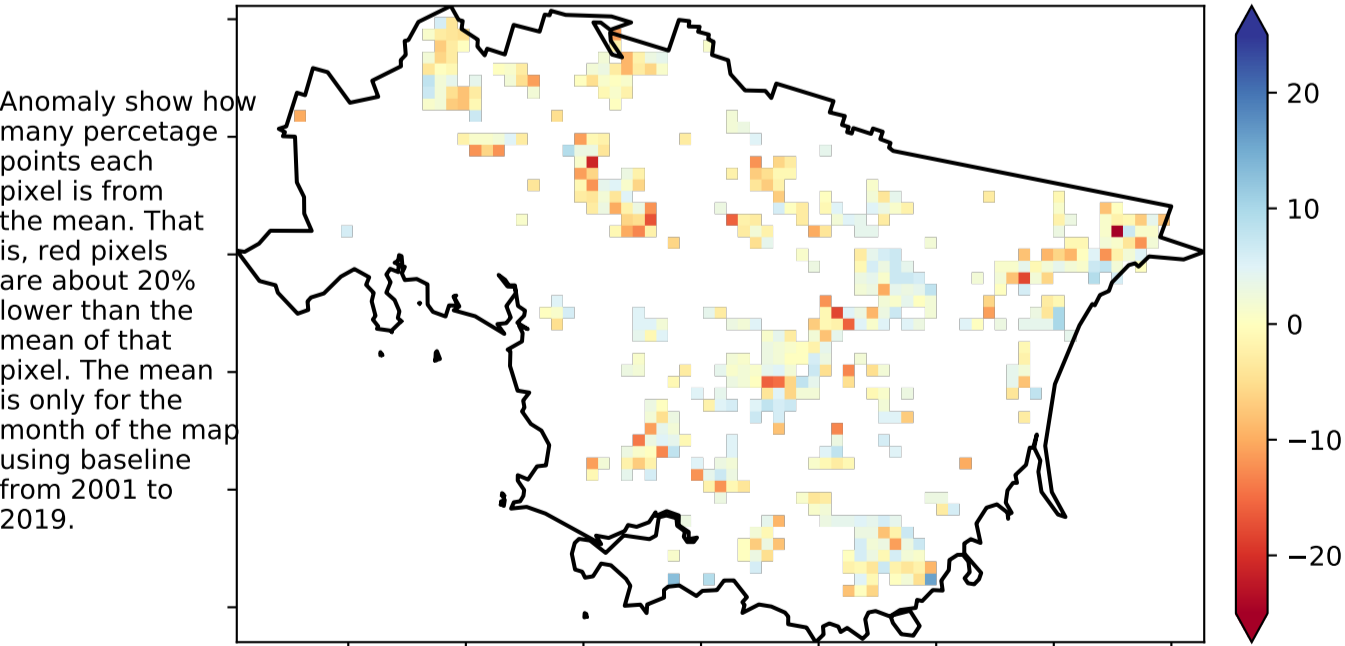 Anomaly show how
many percetage
points each
pixel is from
the mean. That
is, red pixels
are about 20%
lower than the
mean of that
pixel. The mean
is only for the
month of the map
using baseline
from 2001 to
2019.
20
10
0
−10
−20